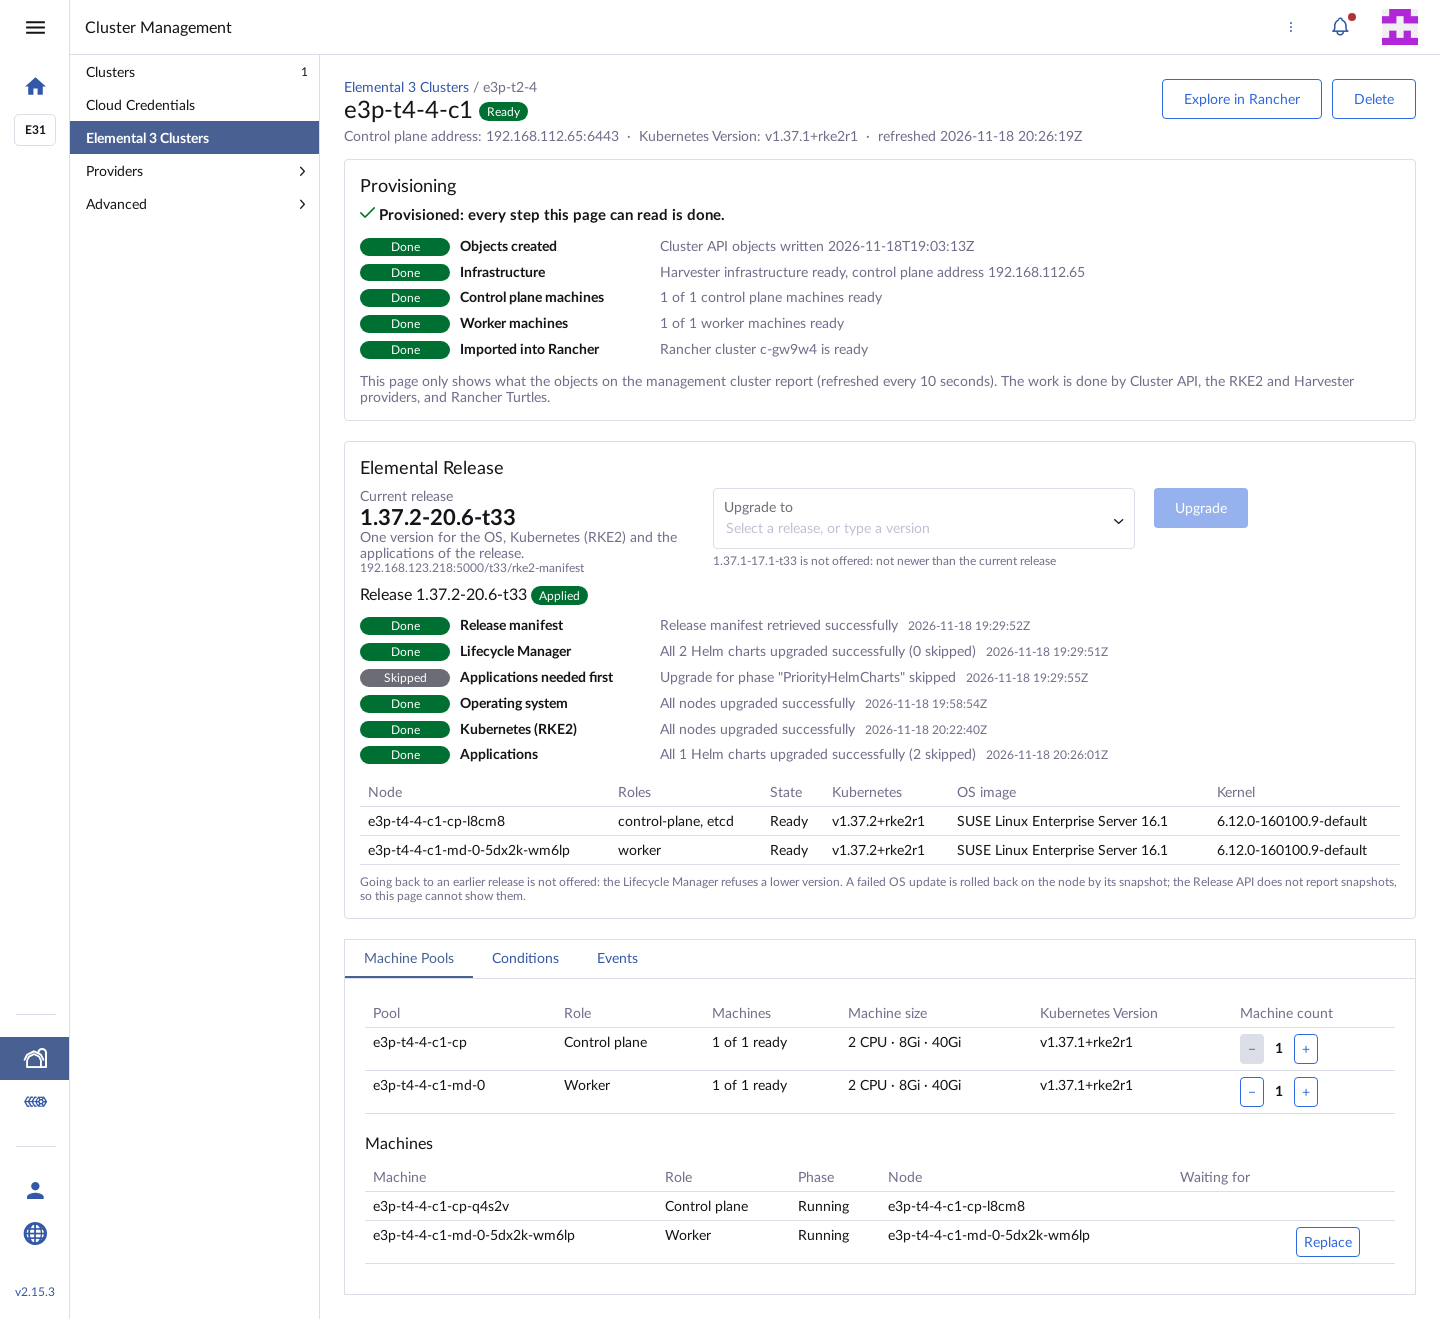 Cluster Management
E31
v2.15.3
Clusters 1
Cloud Credentials
Elemental 3 Clusters
Providers
Advanced
Elemental 3 Clusters / e3p-t2-4
e3p-t4-4-c1 Ready
Explore in Rancher
Delete
Control plane address: 192.168.112.65:6443 · Kubernetes Version: v1.37.1+rke2r1 · refreshed 2026-11-18 20:26:19Z
Provisioning
Provisioned: every step this page can read is done.
Done Objects created Cluster API objects written 2026-11-18T19:03:13Z
Done Infrastructure Harvester infrastructure ready, control plane address 192.168.112.65
Done Control plane machines 1 of 1 control plane machines ready
Done Worker machines 1 of 1 worker machines ready
Done Imported into Rancher Rancher cluster c-gw9w4 is ready
This page only shows what the objects on the management cluster report (refreshed every 10 seconds). The work is done by Cluster API, the RKE2 and Harvester
providers, and Rancher Turtles.
Elemental Release
Current release
1.37.2-20.6-t33
One version for the OS, Kubernetes (RKE2) and the
applications of the release.
192.168.123.218:5000/t33/rke2-manifest
Upgrade to
Select a release, or type a version
Upgrade
1.37.1-17.1-t33 is not offered: not newer than the current release
Release 1.37.2-20.6-t33 Applied
Done Release manifest Release manifest retrieved successfully 2026-11-18 19:29:52Z
Done Lifecycle Manager All 2 Helm charts upgraded successfully (0 skipped) 2026-11-18 19:29:51Z
Skipped Applications needed first Upgrade for phase "PriorityHelmCharts" skipped 2026-11-18 19:29:55Z
Done Operating system All nodes upgraded successfully 2026-11-18 19:58:54Z
Done Kubernetes (RKE2) All nodes upgraded successfully 2026-11-18 20:22:40Z
Done Applications All 1 Helm charts upgraded successfully (2 skipped) 2026-11-18 20:26:01Z
Node Roles State Kubernetes OS image Kernel
e3p-t4-4-c1-cp-l8cm8 control-plane, etcd Ready v1.37.2+rke2r1 SUSE Linux Enterprise Server 16.1 6.12.0-160100.9-default
e3p-t4-4-c1-md-0-5dx2k-wm6lp worker Ready v1.37.2+rke2r1 SUSE Linux Enterprise Server 16.1 6.12.0-160100.9-default
Going back to an earlier release is not offered: the Lifecycle Manager refuses a lower version. A failed OS update is rolled back on the node by its snapshot; the Release API does not report snapshots,
so this page cannot show them.
Machine Pools Conditions Events
Pool Role Machines Machine size Kubernetes Version Machine count
e3p-t4-4-c1-cp Control plane 1 of 1 ready 2 CPU · 8Gi · 40Gi v1.37.1+rke2r1 − 1 +
e3p-t4-4-c1-md-0 Worker 1 of 1 ready 2 CPU · 8Gi · 40Gi v1.37.1+rke2r1 − 1 +
Machines
Machine Role Phase Node Waiting for
e3p-t4-4-c1-cp-q4s2v Control plane Running e3p-t4-4-c1-cp-l8cm8
e3p-t4-4-c1-md-0-5dx2k-wm6lp Worker Running e3p-t4-4-c1-md-0-5dx2k-wm6lp Replace